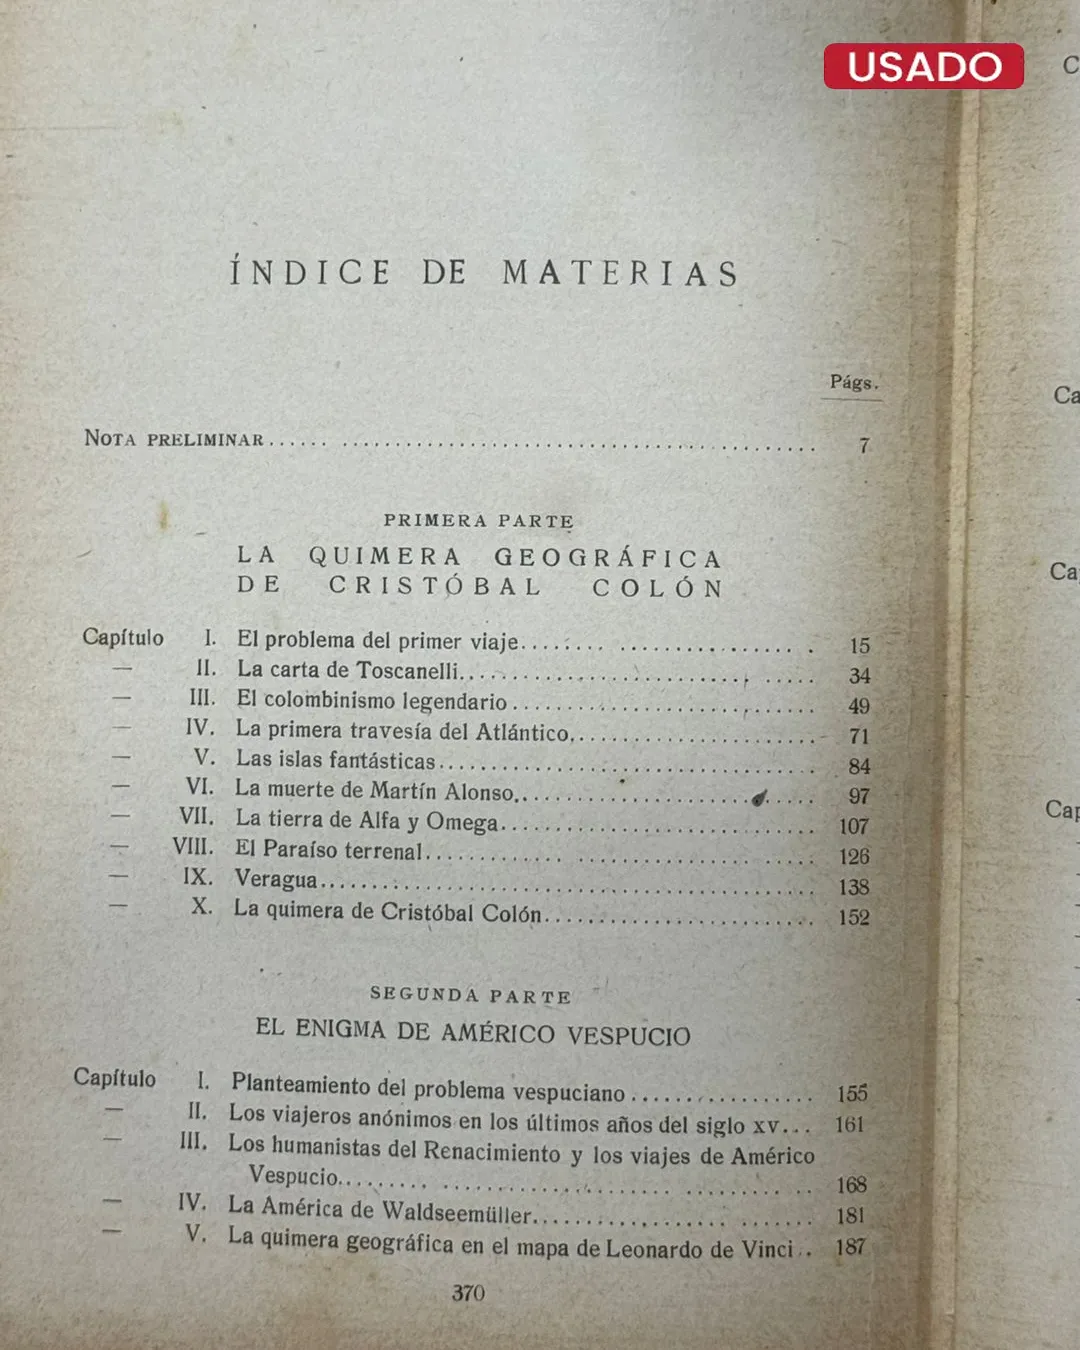 USADO
ÍNDICE DE MATERIAS
Págs.
NOTA PRELIMINAR...... .............................................. 7
PRIMERA PARTE
LA QUIMERA GEOGRÁFICA
DE CRISTÓBAL COLÓN
Capítulo I. El problema del primer viaje........ ................ . 15
— II. La carta de Toscanelli............................ ..... 34
— III. El colombinismo legendario............................. 49
— IV. La primera travesía del Atlántico........................ 71
— V. Las islas fantásticas.................................... 84
— VI. La muerte de Martín Alonso............................ 97
— VII. La tierra de Alfa y Omega............................. 107
— VIII. El Paraíso terrenal............ ................ ..... 126
— IX. Veragua................................................ 138
— X. La quimera de Cristóbal Colón.......................... 152
SEGUNDA PARTE
EL ENIGMA DE AMÉRICO VESPUCIO
Capítulo I. Planteamiento del problema vespuciano................. 155
— II. Los viajeros anónimos en los últimos años del siglo XV... 161
— III. Los humanistas del Renacimiento y los viajes de Américo
Vespucio......... .................... ........ .. 168
— IV. La América de Waldseemüller.................. ....... 181
— V. La quimera geográfica en el mapa de Leonardo de Vinci.. 187
370
C
Ca
Ca
Cap